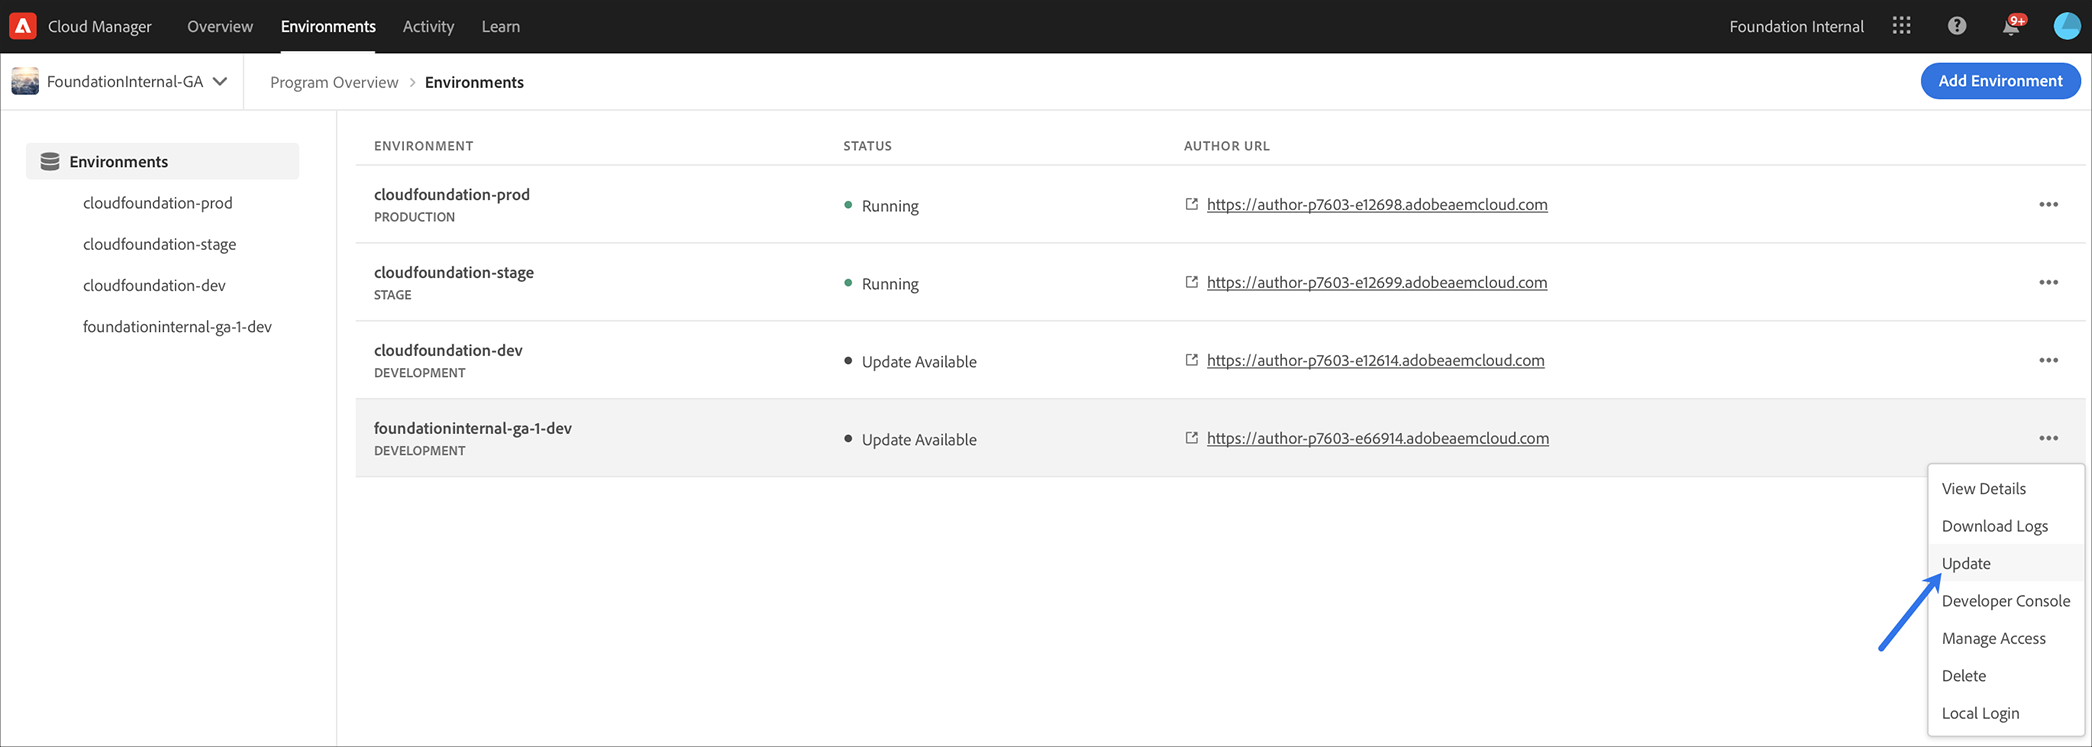 Cloud Manager Overview Environments Activity Learn Foundation Internal 9+
FoundationInternal-GA Program Overview > Environments Add Environment
Environments
cloudfoundation-prod
cloudfoundation-stage
cloudfoundation-dev
foundationinternal-ga-1-dev
ENVIRONMENT STATUS AUTHOR URL
cloudfoundation-prod
PRODUCTION
Running
https://author-p7603-e12698.adobeaemcloud.com
cloudfoundation-stage
STAGE
Running
https://author-p7603-e12699.adobeaemcloud.com
cloudfoundation-dev
DEVELOPMENT
Update Available
https://author-p7603-e12614.adobeaemcloud.com
foundationinternal-ga-1-dev
DEVELOPMENT
Update Available
https://author-p7603-e66914.adobeaemcloud.com
View Details
Download Logs
Update
Developer Console
Manage Access
Delete
Local Login